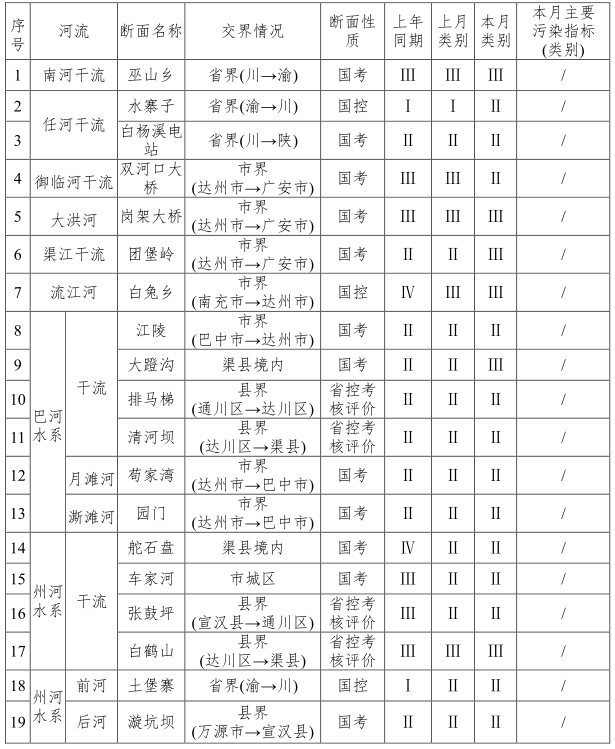 序号 河流 断面名称 交界情况 断面性质 上年同期 上月类别 本月类别 本月主要污染指标(类别)
1 南河干流 巫山乡 省界(川→渝) 国考 III III III /
2 任河干流 水寨子 省界(渝→川) 国控 I I II /
3 白杨溪电站 省界(川→陕) 国考 II II II /
4 御临河干流 双河口大桥 市界(达州市→广安市) 国考 III III II /
5 大洪河 岗架大桥 市界(达州市→广安市) 国考 III III III /
6 渠江干流 团堡岭 市界(达州市→广安市) 国考 II II III /
7 流江河 白兔乡 市界(南充市→达州市) 国控 IV III III /
8 巴河水系 干流 江陵 市界(巴中市→达州市) 国考 II II II /
9 大蹬沟 渠县境内 国考 II II III /
10 排马梯 县界(通川区→达川区) 省控考核评价 II II II /
11 清河坝 县界(达川区→渠县) 省控考核评价 II II II /
12 月滩河 苟家湾 市界(达州市→巴中市) 国考 II II II /
13 澌滩河 园门 市界(达州市→巴中市) 国考 II II II /
14 州河水系 干流 舵石盘 渠县境内 国考 IV II II /
15 车家河 市城区 国考 III II II /
16 张鼓坪 县界(宣汉县→通川区) 省控考核评价 III II II /
17 白鹤山 县界(达川区→渠县) 省控考核评价 III III III /
18 州河水系 前河 土堡寨 省界(渝→川) 国控 I II II /
19 后河 漩坑坝 县界(万源市→宣汉县) 国考 II II II /